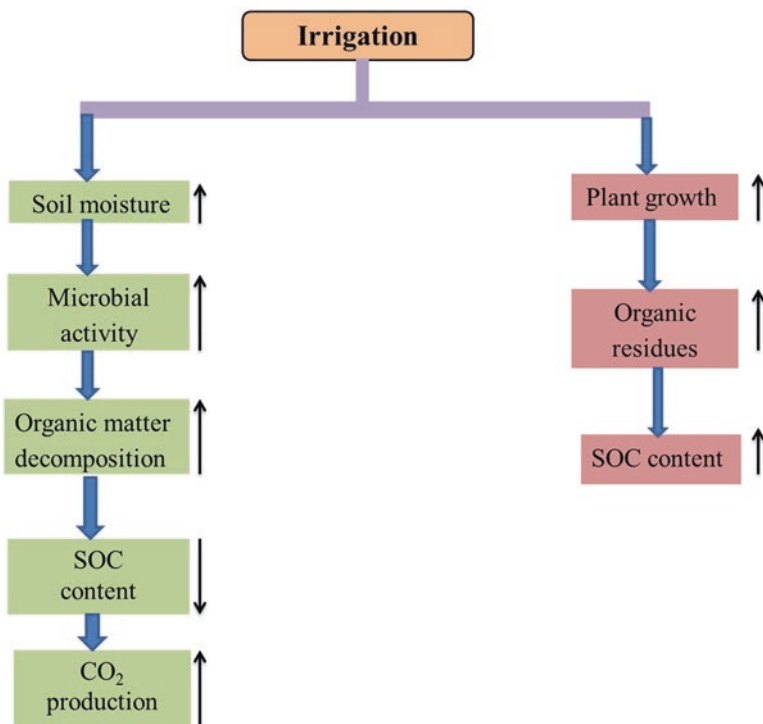 Irrigation
Soil moisture
Microbial
activity
Organic matter
decomposition
SOC
content
CO₂
production
Plant growth
Organic
residues
SOC content